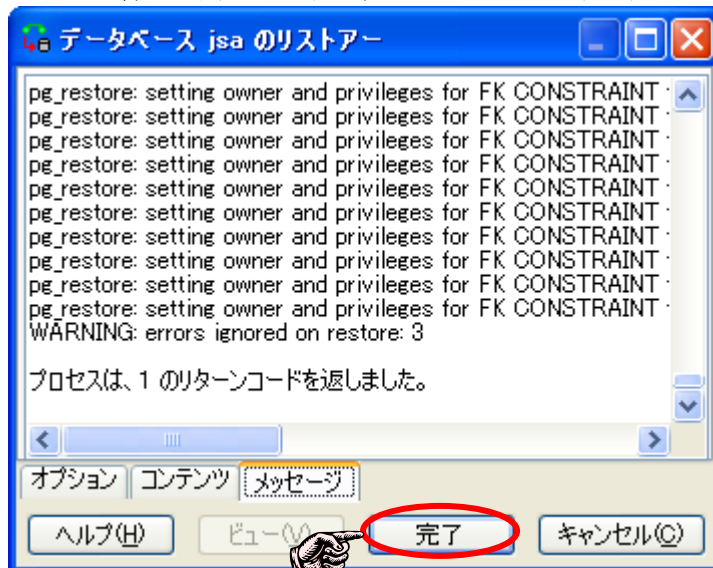 データベース jsa のリストアー
pg_restore: setting owner and privileges for FK CONSTRAINT
pg_restore: setting owner and privileges for FK CONSTRAINT
pg_restore: setting owner and privileges for FK CONSTRAINT
pg_restore: setting owner and privileges for FK CONSTRAINT
pg_restore: setting owner and privileges for FK CONSTRAINT
pg_restore: setting owner and privileges for FK CONSTRAINT
pg_restore: setting owner and privileges for FK CONSTRAINT
pg_restore: setting owner and privileges for FK CONSTRAINT
pg_restore: setting owner and privileges for FK CONSTRAINT
pg_restore: setting owner and privileges for FK CONSTRAINT
WARNING: errors ignored on restore: 3
プロセスは、1 のリターンコードを返しました。
オプション コンテンツ メッセージ
ヘルプ(H) ビュー(V) 完了 キャンセル(C)